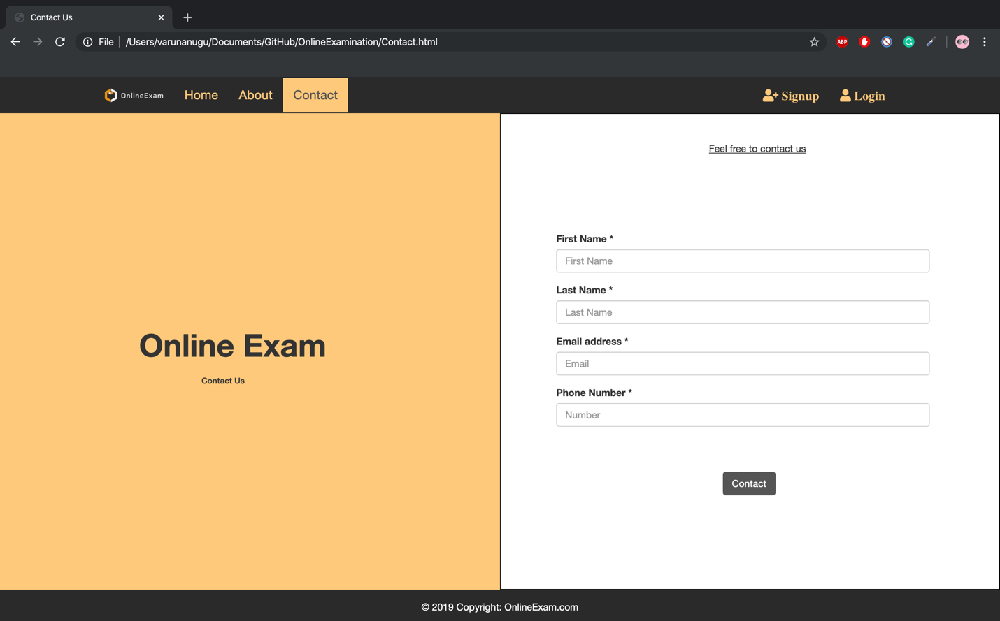 Contact Us
File /Users/varunanugu/Documents/GitHub/OnlineExamination/Contact.html
ABP
OnlineExam Home About Contact Signup Login
Feel free to contact us
First Name *
First Name
Last Name *
Last Name
Email address *
Email
Phone Number *
Number
Contact
Online Exam
Contact Us
© 2019 Copyright: OnlineExam.com